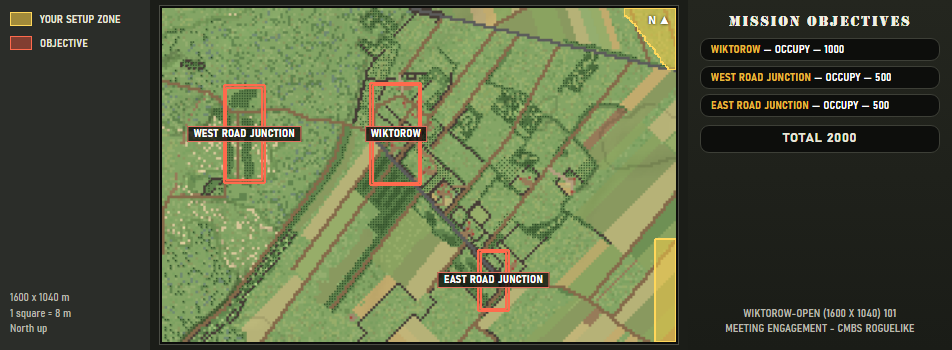 YOUR SETUP ZONE
OBJECTIVE
N ▲
WEST ROAD JUNCTION
WIKTOROW
EAST ROAD JUNCTION
1600 x 1040 m
1 square = 8 m
North up
MISSION OBJECTIVES
WIKTOROW — OCCUPY — 1000
WEST ROAD JUNCTION — OCCUPY — 500
EAST ROAD JUNCTION — OCCUPY — 500
TOTAL 2000
WIKTOROW-OPEN (1600 X 1040) 101
MEETING ENGAGEMENT - CMBS ROGUELIKE